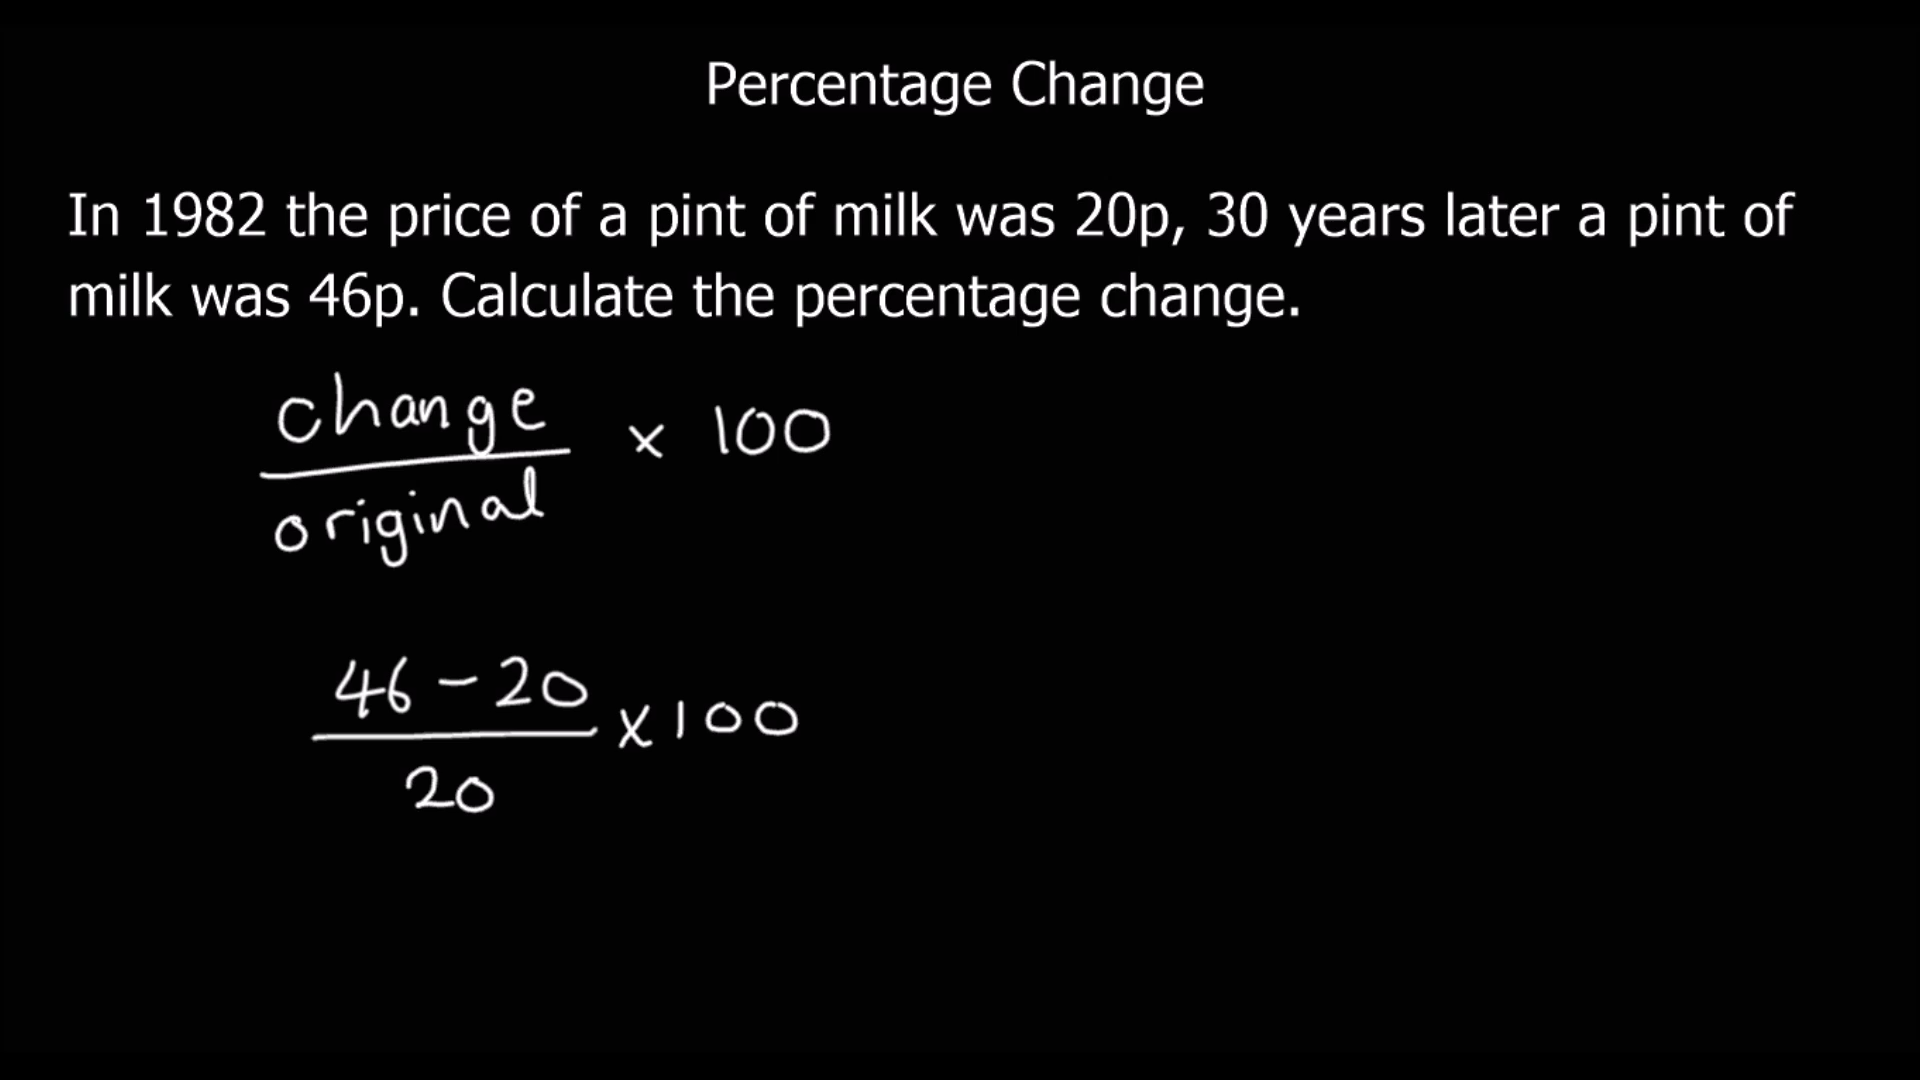 Percentage Change
In 1982 the price of a pint of milk was 20p, 30 years later a pint of
milk was 46p. Calculate the percentage change.
change
× 100
original
46 - 20
× 100
20